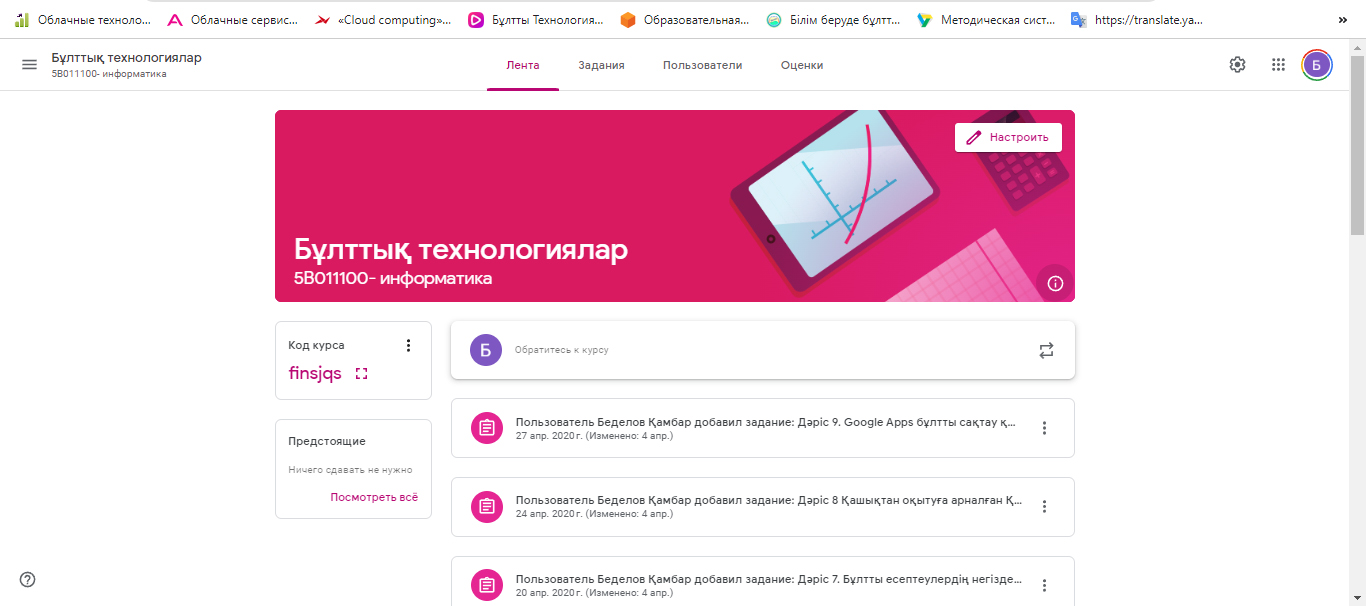 Облачные техноло...
Облачные сервис...
«Cloud computing»...
Бұлтты Технология...
Образовательная...
Білім беруде бұлтт...
Методическая сист...
https://translate.ya...
»
Бұлттық технологиялар
5B011100- информатика
Лента
Задания
Пользователи
Оценки
Б
Настроить
Бұлттық технологиялар
5B011100- информатика
Код курса
finsjqs
Б
Обратитесь к курсу
Предстоящие
Ничего сдавать не нужно
Посмотреть всё
Пользователь Беделов Қамбар добавил задание: Дәріс 9. Google Apps бұлтты сақтау қ...
27 апр. 2020 г. (Изменено: 4 апр.)
Пользователь Беделов Қамбар добавил задание: Дәріс 8 Қашықтан оқытуға арналған Қ...
24 апр. 2020 г. (Изменено: 4 апр.)
Пользователь Беделов Қамбар добавил задание: Дәріс 7. Бұлтты есептеулердің негізде...
20 апр. 2020 г. (Изменено: 4 апр.)